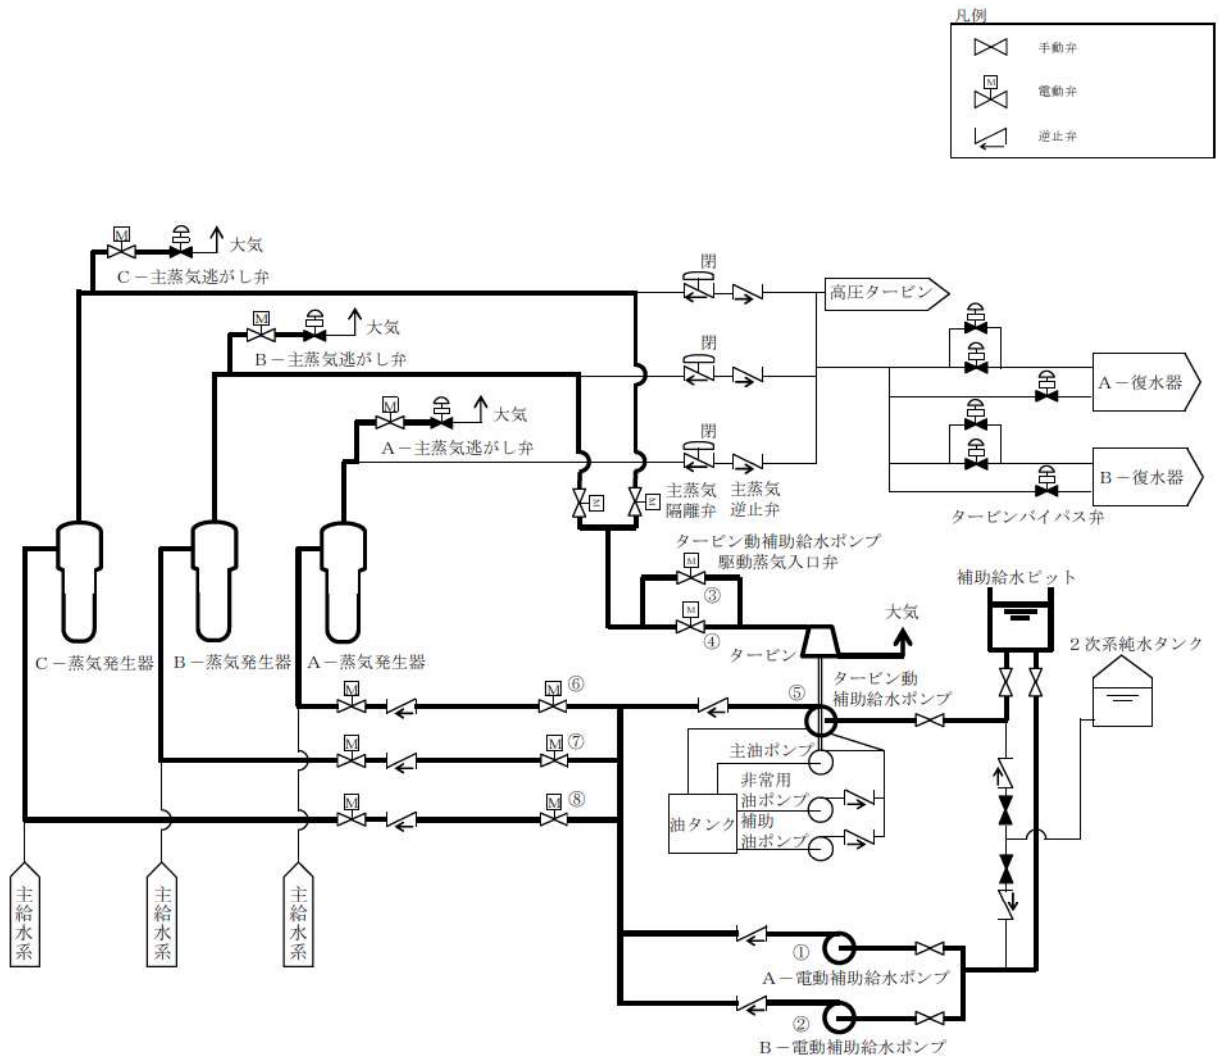 凡例
手動弁
M
電動弁
逆止弁
M
大気
C－主蒸気逃がし弁
閉
高圧タービン
M
大気
B－主蒸気逃がし弁
閉
A－復水器
M
大気
A－主蒸気逃がし弁
閉
B－復水器
主蒸気
隔離弁
主蒸気
逆止弁
M
M
タービンバイパス弁
タービン動補助給水ポンプ
駆動蒸気入口弁
M
③
M
④
補助給水ピット
大気
2次系純水タンク
タービン
C－蒸気発生器
B－蒸気発生器
A－蒸気発生器
タービン動
補助給水ポンプ
⑤
M
M
⑥
M
M
⑦
M
M
⑧
主油ポンプ
非常用
油ポンプ
補助
油ポンプ
油タンク
主給水系
主給水系
主給水系
①
A－電動補助給水ポンプ
②
B－電動補助給水ポンプ